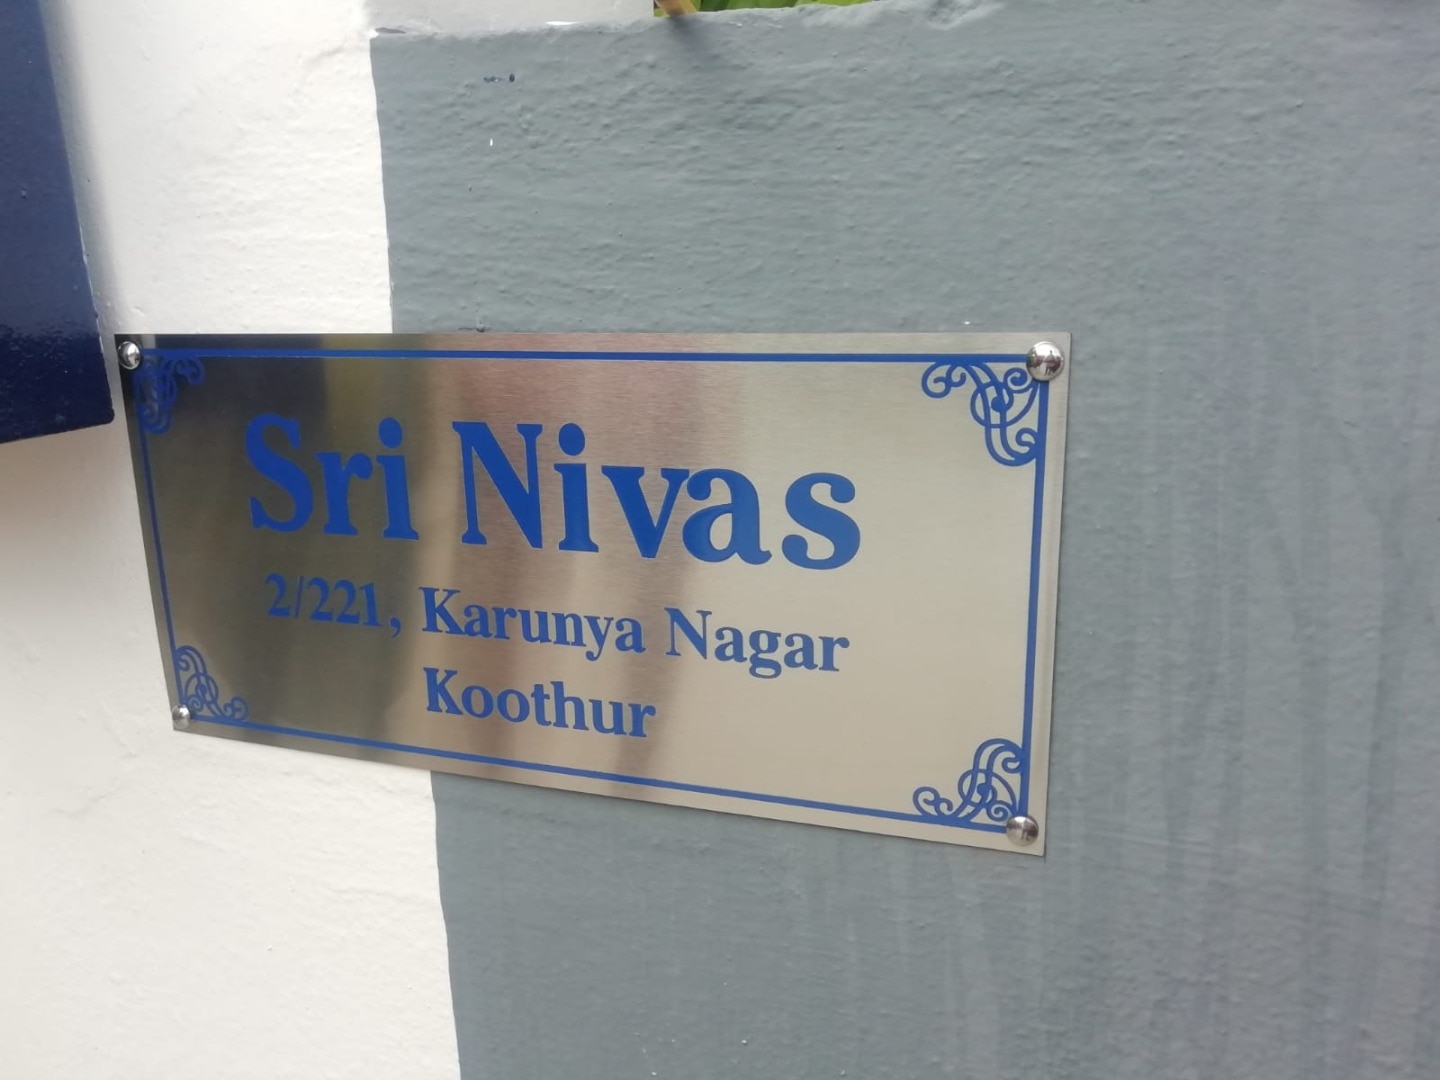 Sri Nivas
2/221, Karunya Nagar
Koothur